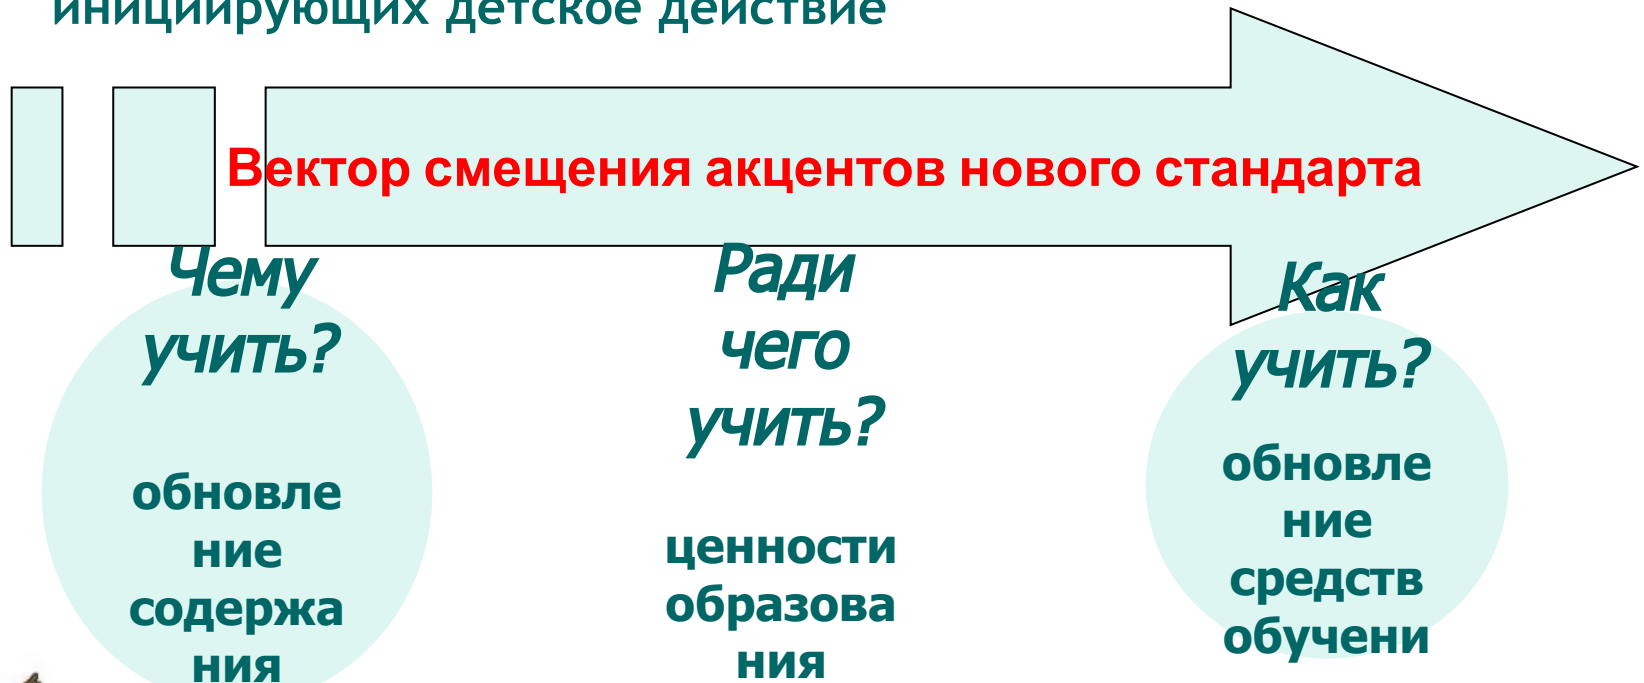 инициирующих детское действие
Вектор смещения акцентов нового стандарта
Чему
учить?
обновле
ние
содержа
ния
Ради
чего
учить?
ценности
образова
ния
Как
учить?
обновле
ние
средств
обучени